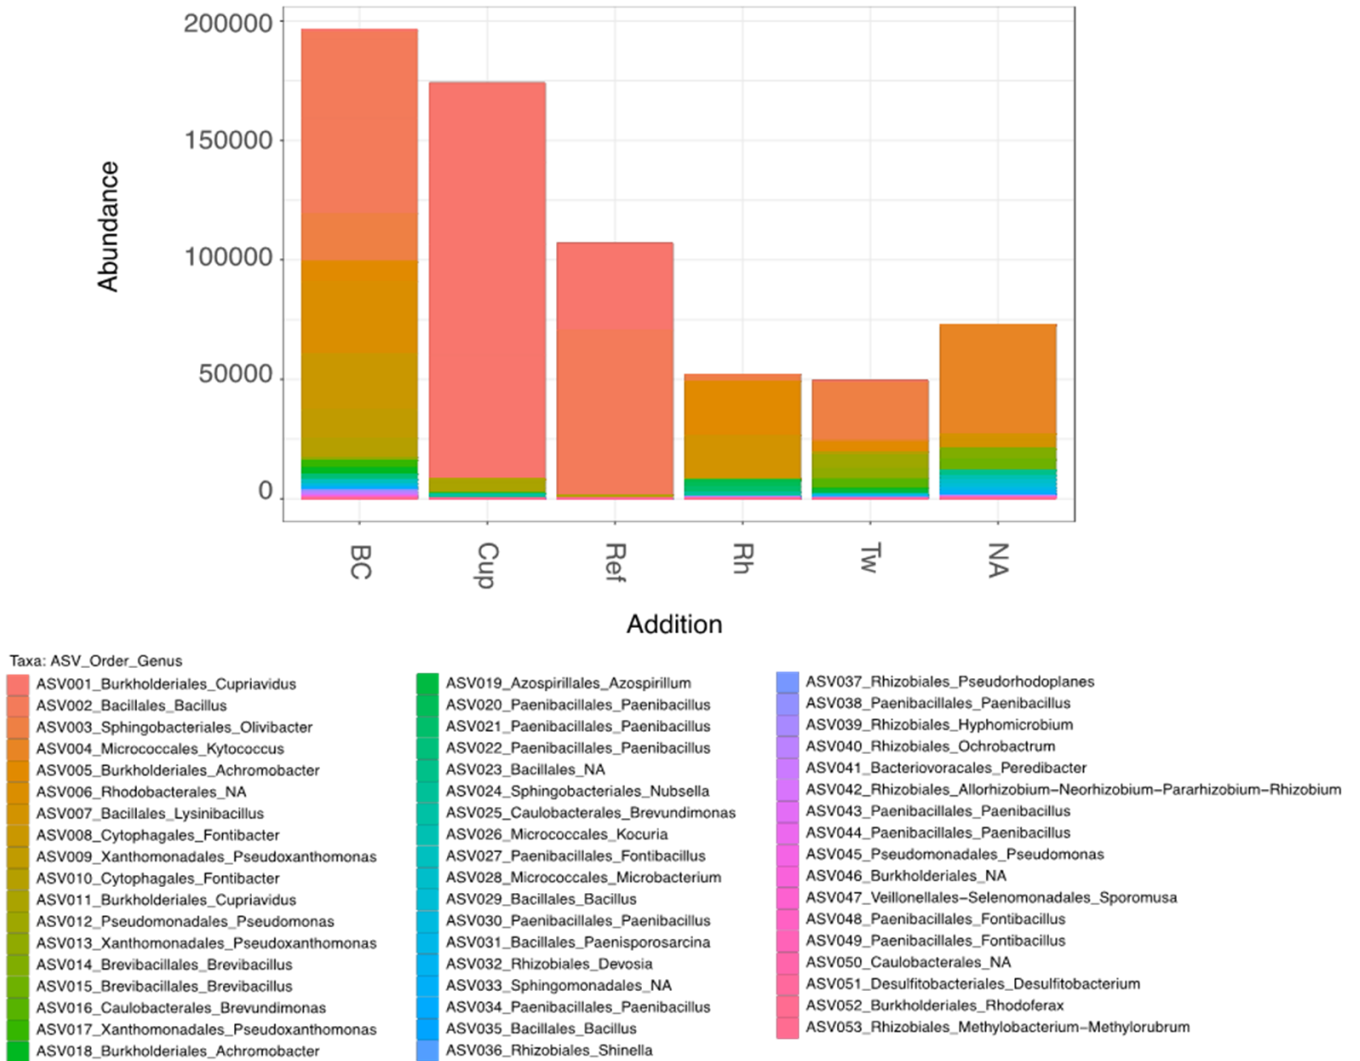 200000
150000
100000
50000
0
Abundance
BC
Cup
Ref
Rh
Tw
NA
Addition
Taxa: ASV_Order_Genus
ASV001_Burkholderiales_Cupriavidus
ASV002_Bacillales_Bacillus
ASV003_Sphingobacteriales_Olivibacter
ASV004_Micrococcales_Kytococcus
ASV005_Burkholderiales_Achromobacter
ASV006_Rhodobacterales_NA
ASV007_Bacillales_Lysinibacillus
ASV008_Cytophagales_Fontibacter
ASV009_Xanthomonadales_Pseudoxanthomonas
ASV010_Cytophagales_Fontibacter
ASV011_Burkholderiales_Cupriavidus
ASV012_Pseudomonadales_Pseudomonas
ASV013_Xanthomonadales_Pseudoxanthomonas
ASV014_Brevibacillales_Brevibacillus
ASV015_Brevibacillales_Brevibacillus
ASV016_Caulobacterales_Brevundimonas
ASV017_Xanthomonadales_Pseudoxanthomonas
ASV018_Burkholderiales_Achromobacter
ASV019_Azospirillales_Azospirillum
ASV020_Paenibacillales_Paenibacillus
ASV021_Paenibacillales_Paenibacillus
ASV022_Paenibacillales_Paenibacillus
ASV023_Bacillales_NA
ASV024_Sphingobacteriales_Nubsella
ASV025_Caulobacterales_Brevundimonas
ASV026_Micrococcales_Kocuria
ASV027_Paenibacillales_Fontibacillus
ASV028_Micrococcales_Microbacterium
ASV029_Bacillales_Bacillus
ASV030_Paenibacillales_Paenibacillus
ASV031_Bacillales_Paenisporosarcina
ASV032_Rhizobiales_Devosia
ASV033_Sphingomonadales_NA
ASV034_Paenibacillales_Paenibacillus
ASV035_Bacillales_Bacillus
ASV036_Rhizobiales_Shinella
ASV037_Rhizobiales_Pseudorhodoplanes
ASV038_Paenibacillales_Paenibacillus
ASV039_Rhizobiales_Hyphomicrobium
ASV040_Rhizobiales_Ochrobactrum
ASV041_Bacteriovoracales_Peredibacter
ASV042_Rhizobiales_Allorhizobium−Neorhizobium−Pararhizobium−Rhizobium
ASV043_Paenibacillales_Paenibacillus
ASV044_Paenibacillales_Paenibacillus
ASV045_Pseudomonadales_Pseudomonas
ASV046_Burkholderiales_NA
ASV047_Veillonellales−Selenomonadales_Sporomusa
ASV048_Paenibacillales_Fontibacillus
ASV049_Paenibacillales_Fontibacillus
ASV050_Caulobacterales_NA
ASV051_Desulfitobacteriales_Desulfitobacterium
ASV052_Burkholderiales_Rhodoferax
ASV053_Rhizobiales_Methylobacterium−Methylorubrum